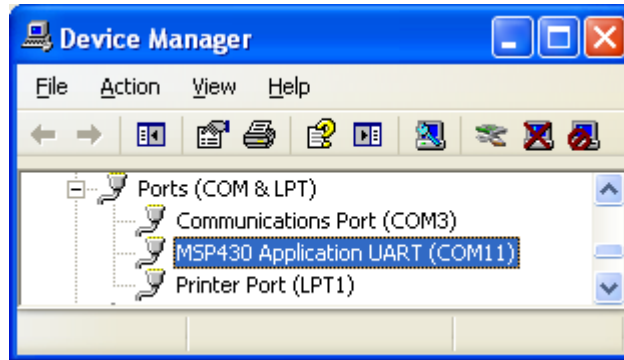 Device Manager
File Action View Help
Ports (COM & LPT)
Communications Port (COM3)
MSP430 Application UART (COM11)
Printer Port (LPT1)